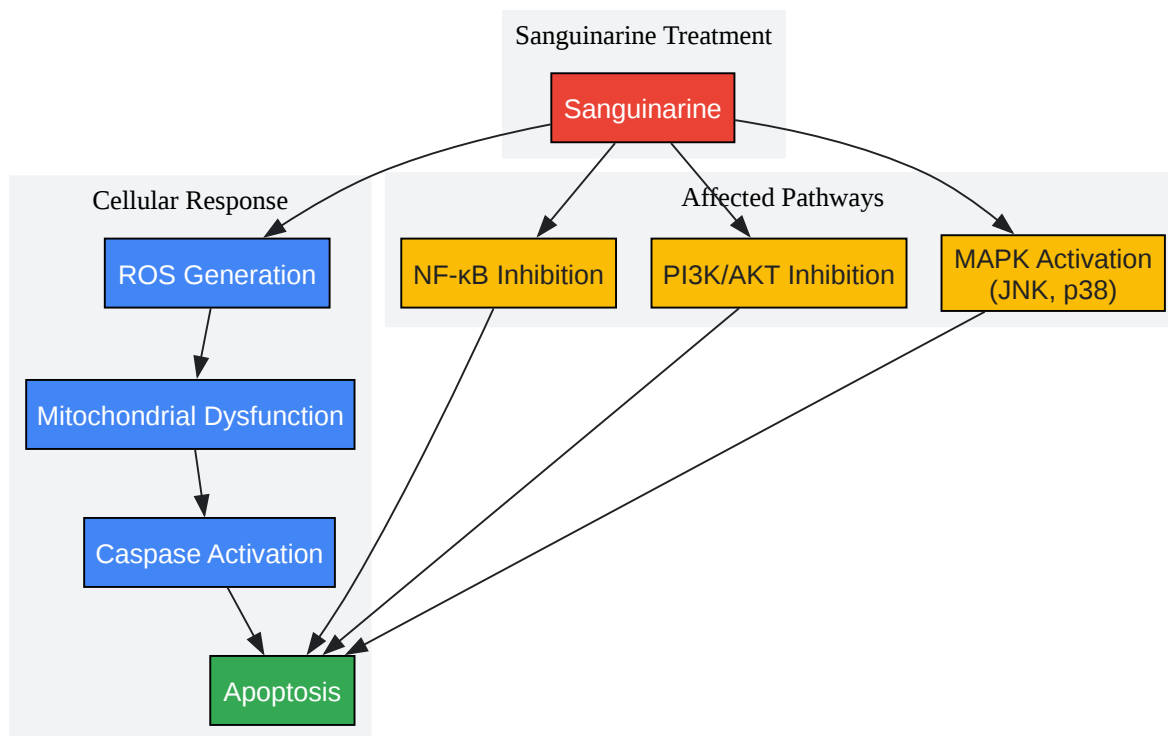 Sanguinarine Treatment
Sanguinarine
Cellular Response
Affected Pathways
ROS Generation
NF-κB Inhibition
PI3K/AKT Inhibition
MAPK Activation
(JNK, p38)
Mitochondrial Dysfunction
Caspase Activation
Apoptosis